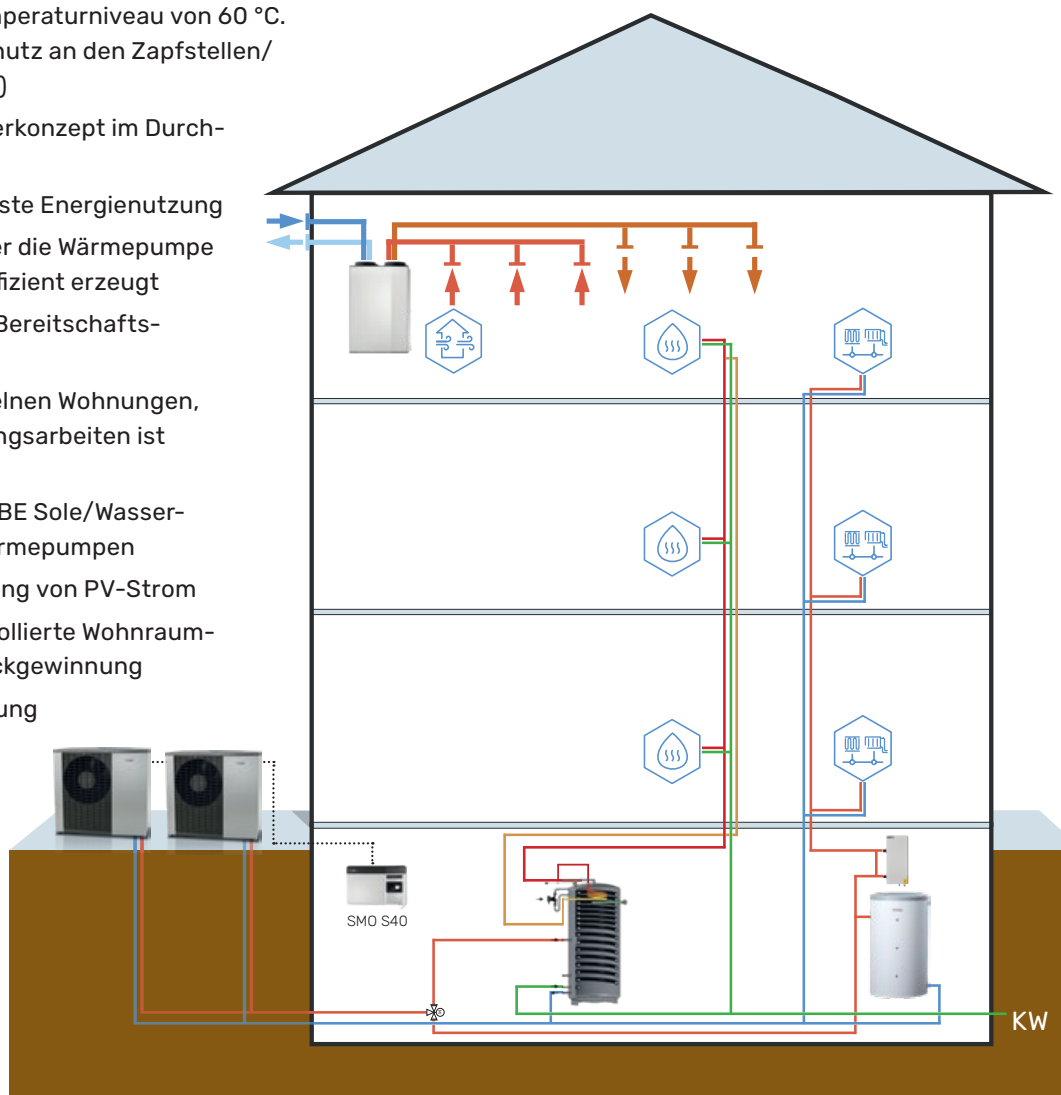 peraturniveau von 60 °C.
nutz an den Zapfstellen/
)
erkonzept im Durch-
ste Energienutzung
er die Wärmepumpe
fizient erzeugt
Bereitschafts-
elnen Wohnungen,
ngsarbeiten ist
BE Sole/Wasser-
rmepumpen
ng von PV-Strom
ollierte Wohnraum-
ckgewinnung
ung
SMO S40
KW